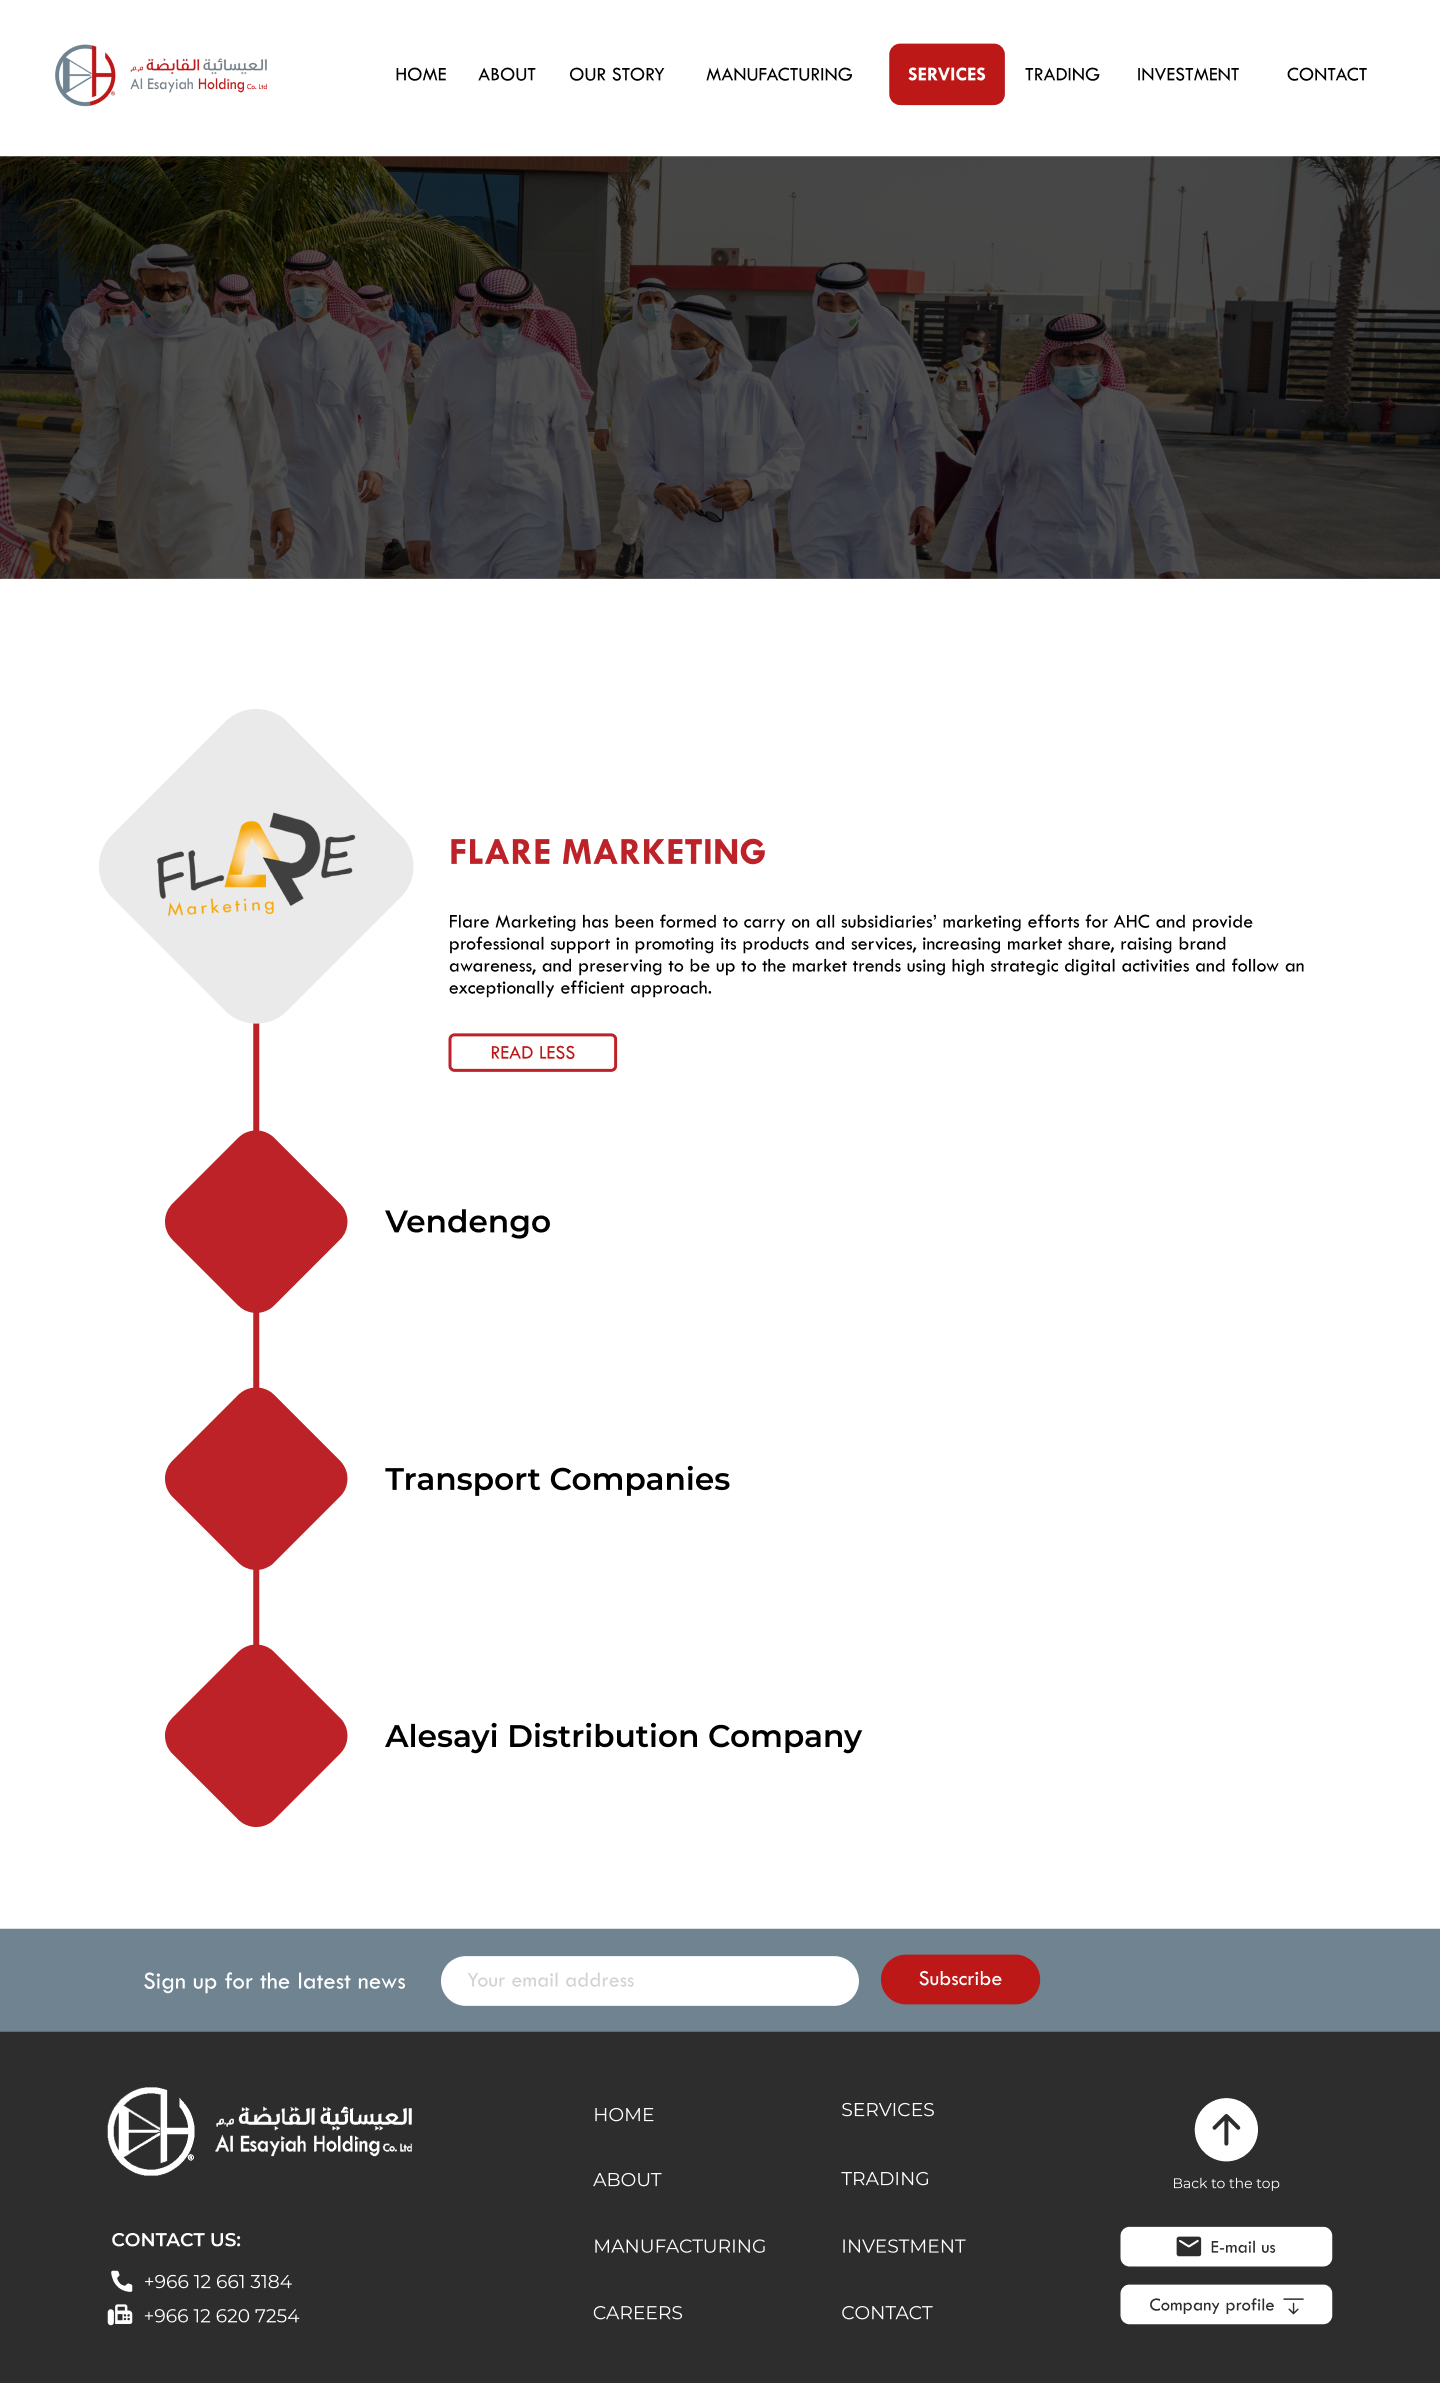 العيسائية القابضة م.م
Al Esayiah Holding Co. Ltd
HOME
ABOUT
OUR STORY
MANUFACTURING
SERVICES
TRADING
INVESTMENT
CONTACT
FLARE
Marketing
FLARE MARKETING
Flare Marketing has been formed to carry on all subsidiaries’ marketing efforts for AHC and provide
professional support in promoting its products and services, increasing market share, raising brand
awareness, and preserving to be up to the market trends using high strategic digital activities and follow an
exceptionally efficient approach.
READ LESS
Vendengo
Transport Companies
Alesayi Distribution Company
Sign up for the latest news
Your email address
Subscribe
العيسائية القابضة م.م
Al Esayiah Holding Co. Ltd
CONTACT US:
+966 12 661 3184
+966 12 620 7254
HOME
ABOUT
MANUFACTURING
CAREERS
SERVICES
TRADING
INVESTMENT
CONTACT
Back to the top
E-mail us
Company profile